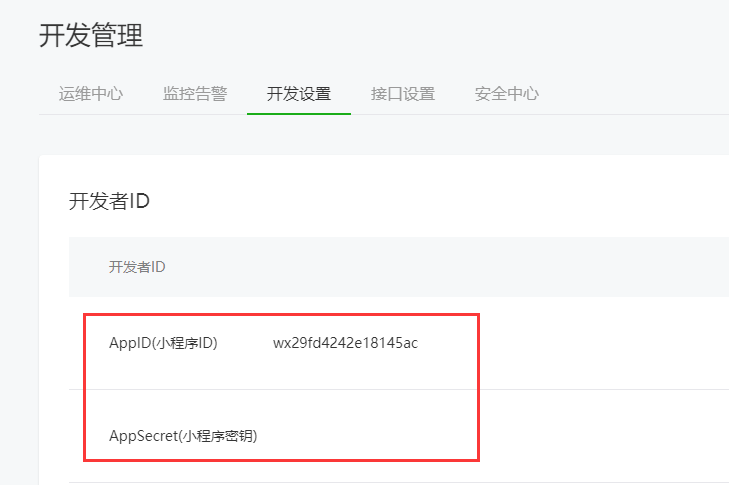 开发管理
运维中心 监控告警 开发设置 接口设置 安全中心
开发者ID
开发者ID
AppID(小程序ID) wx29fd4242e18145ac
AppSecret(小程序密钥)